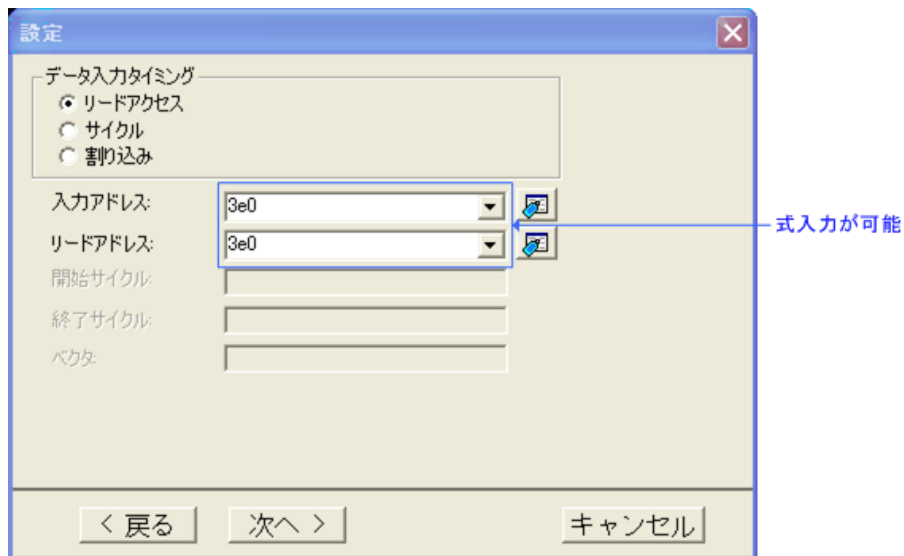 設定
データ入力タイミング
リードアクセス
サイクル
割り込み
入力アドレス: 3e0
式入力が可能
リードアドレス: 3e0
開始サイクル:
終了サイクル:
ベクタ:
< 戻る 次へ > キャンセル